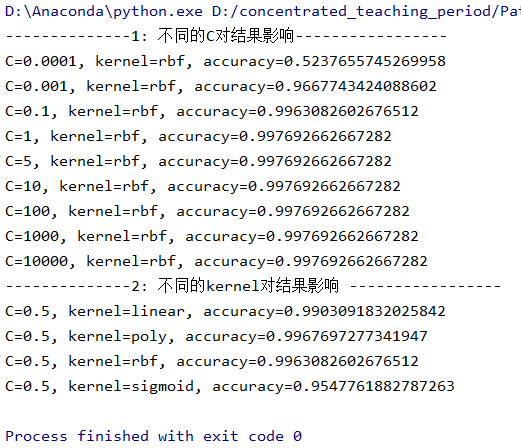 D:\Anaconda\python.exe D:/concentrated_teaching_period/Pat
--------------1: 不同的C对结果影响-----------------
C=0.0001, kernel=rbf, accuracy=0.5237655745269958
C=0.001, kernel=rbf, accuracy=0.9667743424088602
C=0.1, kernel=rbf, accuracy=0.9963082602676512
C=1, kernel=rbf, accuracy=0.997692662667282
C=5, kernel=rbf, accuracy=0.997692662667282
C=10, kernel=rbf, accuracy=0.997692662667282
C=100, kernel=rbf, accuracy=0.997692662667282
C=1000, kernel=rbf, accuracy=0.997692662667282
C=10000, kernel=rbf, accuracy=0.997692662667282
--------------2: 不同的kernel对结果影响 -----------------
C=0.5, kernel=linear, accuracy=0.9903091832025842
C=0.5, kernel=poly, accuracy=0.9967697277341947
C=0.5, kernel=rbf, accuracy=0.9963082602676512
C=0.5, kernel=sigmoid, accuracy=0.9547761882787263
Process finished with exit code 0